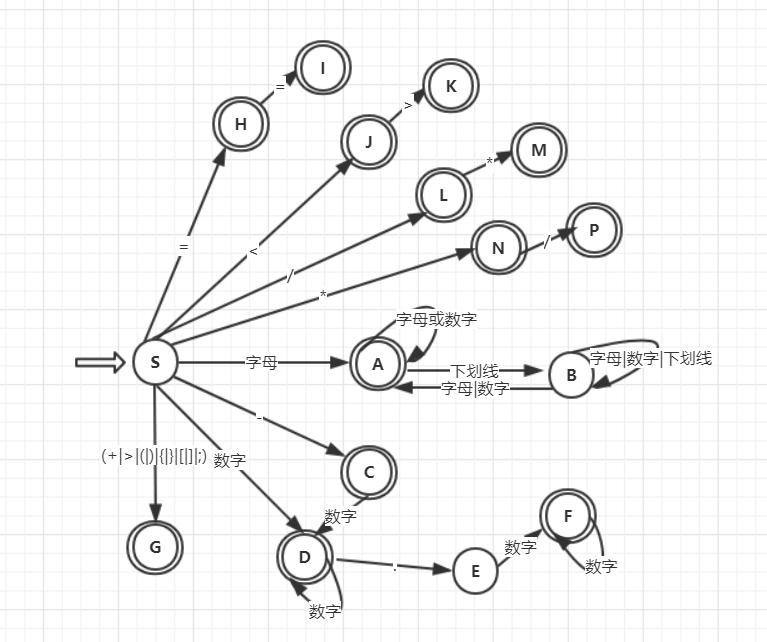 I
K
=
H
>
J
M
*
L
P
/
N
=
<
/
*
字母或数字
S
字母
A
下划线
字母|数字
B
字母|数字|下划线
-
(+|>|(|)|{|}|[|]|;)
数字
C
数字
F
G
D
.
E
数字
数字
数字